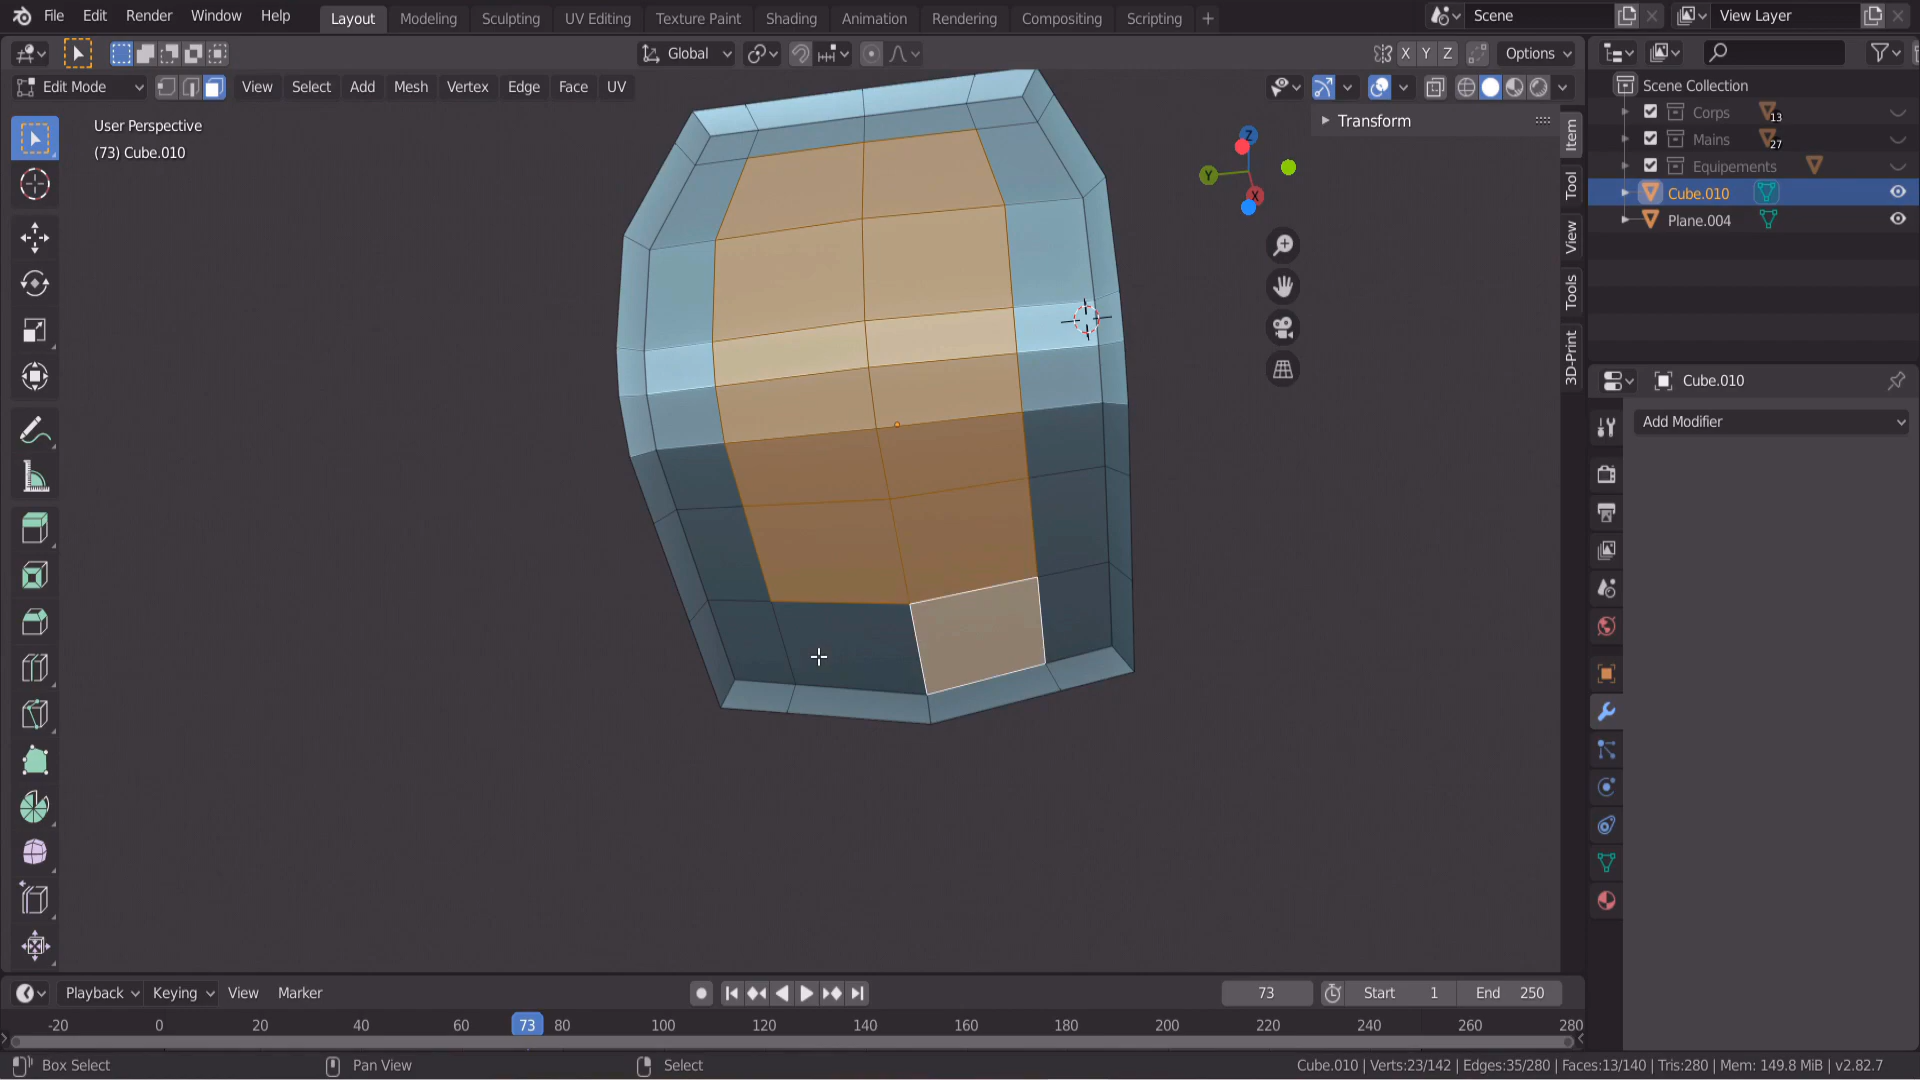 File Edit Render Window Help Layout Modeling Sculpting UV Editing Texture Paint Shading Animation Rendering Compositing Scripting + Scene View Layer
Global X Y Z Options
Edit Mode View Select Add Mesh Vertex Edge Face UV
User Perspective
(73) Cube.010
Transform
Z
Y
X
Item
Tool
View
Tools
3D-Print
Scene Collection
Corps 13
Mains 27
Equipements
Cube.010
Plane.004
Cube.010
Add Modifier
Playback Keying View Marker 73 Start 1 End 250
-20 0 20 40 60 73 80 100 120 140 160 180 200 220 240 260 280
Box Select Pan View Select Cube.010 | Verts:23/142 | Edges:35/280 | Faces:13/140 | Tris:280 | Mem: 149.8 MiB | v2.82.7